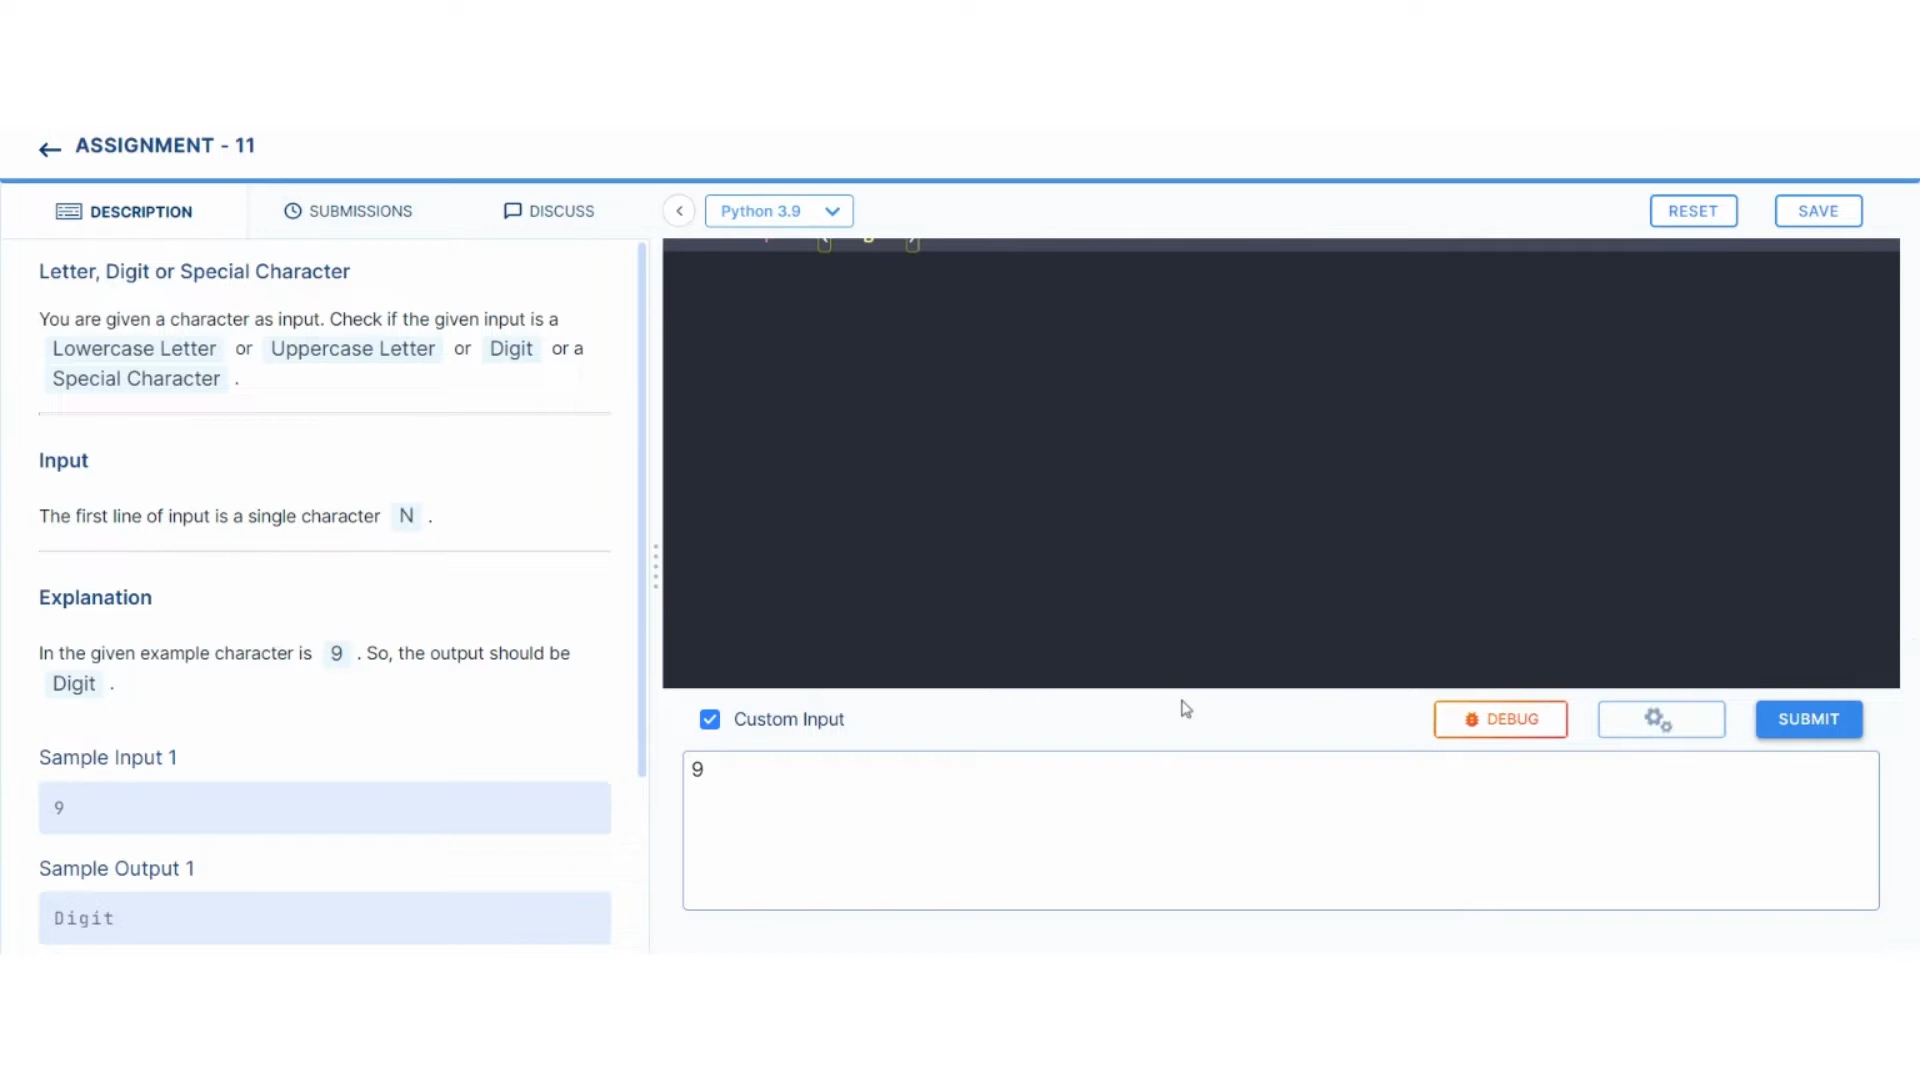 ASSIGNMENT - 11
DESCRIPTION
SUBMISSIONS
DISCUSS
Python 3.9
RESET
SAVE
Letter, Digit or Special Character
You are given a character as input. Check if the given input is a
Lowercase Letter or Uppercase Letter or Digit or a
Special Character .
Input
The first line of input is a single character N .
Explanation
In the given example character is 9 . So, the output should be
Digit .
Sample Input 1
9
Sample Output 1
Digit
Custom Input
DEBUG
SUBMIT
9